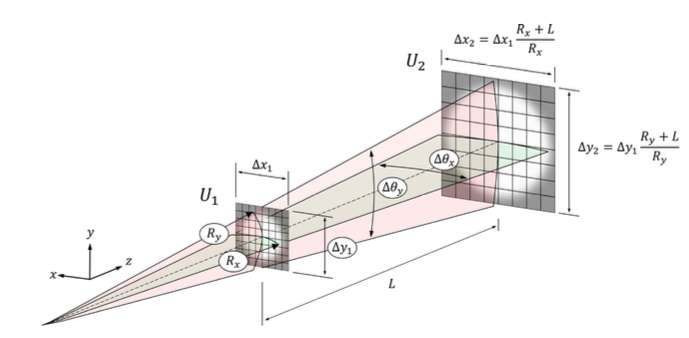 Δx₂ = Δx₁ (Rₓ + L)/Rₓ
U₂
Δy₂ = Δy₁ (R_y + L)/R_y
Δx₁
Δθₓ
Δθ_y
U₁
R_y
Rₓ
Δy₁
y
x
z
L